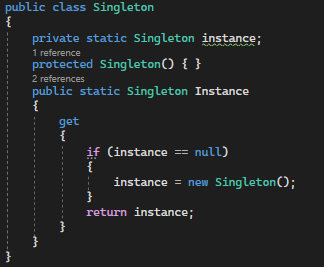 public class Singleton
{
private static Singleton instance;
1 reference
protected Singleton() { }
2 references
public static Singleton Instance
{
get
{
if (instance == null)
{
instance = new Singleton();
}
return instance;
}
}
}